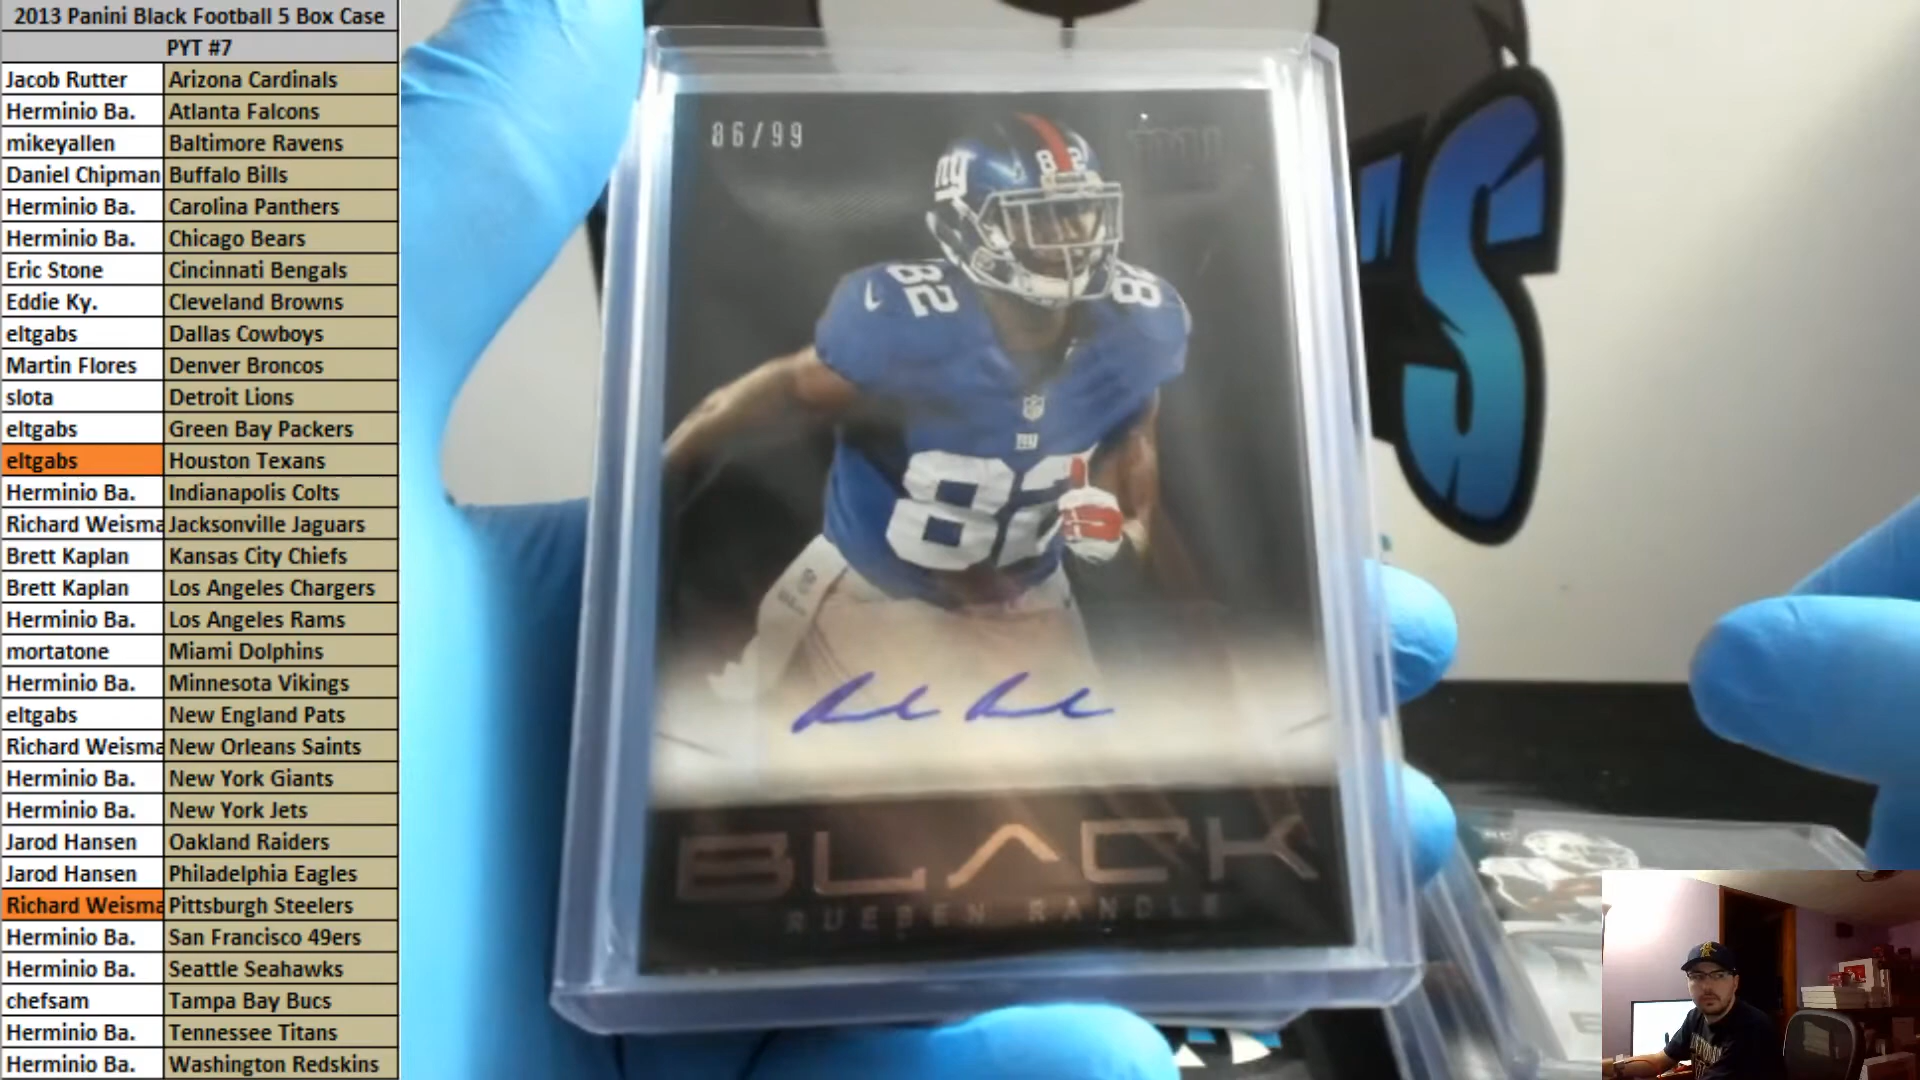 2013 Panini Black Football 5 Box Case
PYT #7
Jacob Rutter Arizona Cardinals
Herminio Ba. Atlanta Falcons
mikeyallen Baltimore Ravens
Daniel Chipman Buffalo Bills
Herminio Ba. Carolina Panthers
Herminio Ba. Chicago Bears
Eric Stone Cincinnati Bengals
Eddie Ky. Cleveland Browns
eltgabs Dallas Cowboys
Martin Flores Denver Broncos
slota Detroit Lions
eltgabs Green Bay Packers
eltgabs Houston Texans
Herminio Ba. Indianapolis Colts
Richard Weisma Jacksonville Jaguars
Brett Kaplan Kansas City Chiefs
Brett Kaplan Los Angeles Chargers
Herminio Ba. Los Angeles Rams
mortatone Miami Dolphins
Herminio Ba. Minnesota Vikings
eltgabs New England Pats
Richard Weisma New Orleans Saints
Herminio Ba. New York Giants
Herminio Ba. New York Jets
Jarod Hansen Oakland Raiders
Jarod Hansen Philadelphia Eagles
Richard Weisma Pittsburgh Steelers
Herminio Ba. San Francisco 49ers
Herminio Ba. Seattle Seahawks
chefsam Tampa Bay Bucs
Herminio Ba. Tennessee Titans
Herminio Ba. Washington Redskins
86/99
ny
82
82
82
ny
82
BLACK
RUEBEN RANDLE
'S